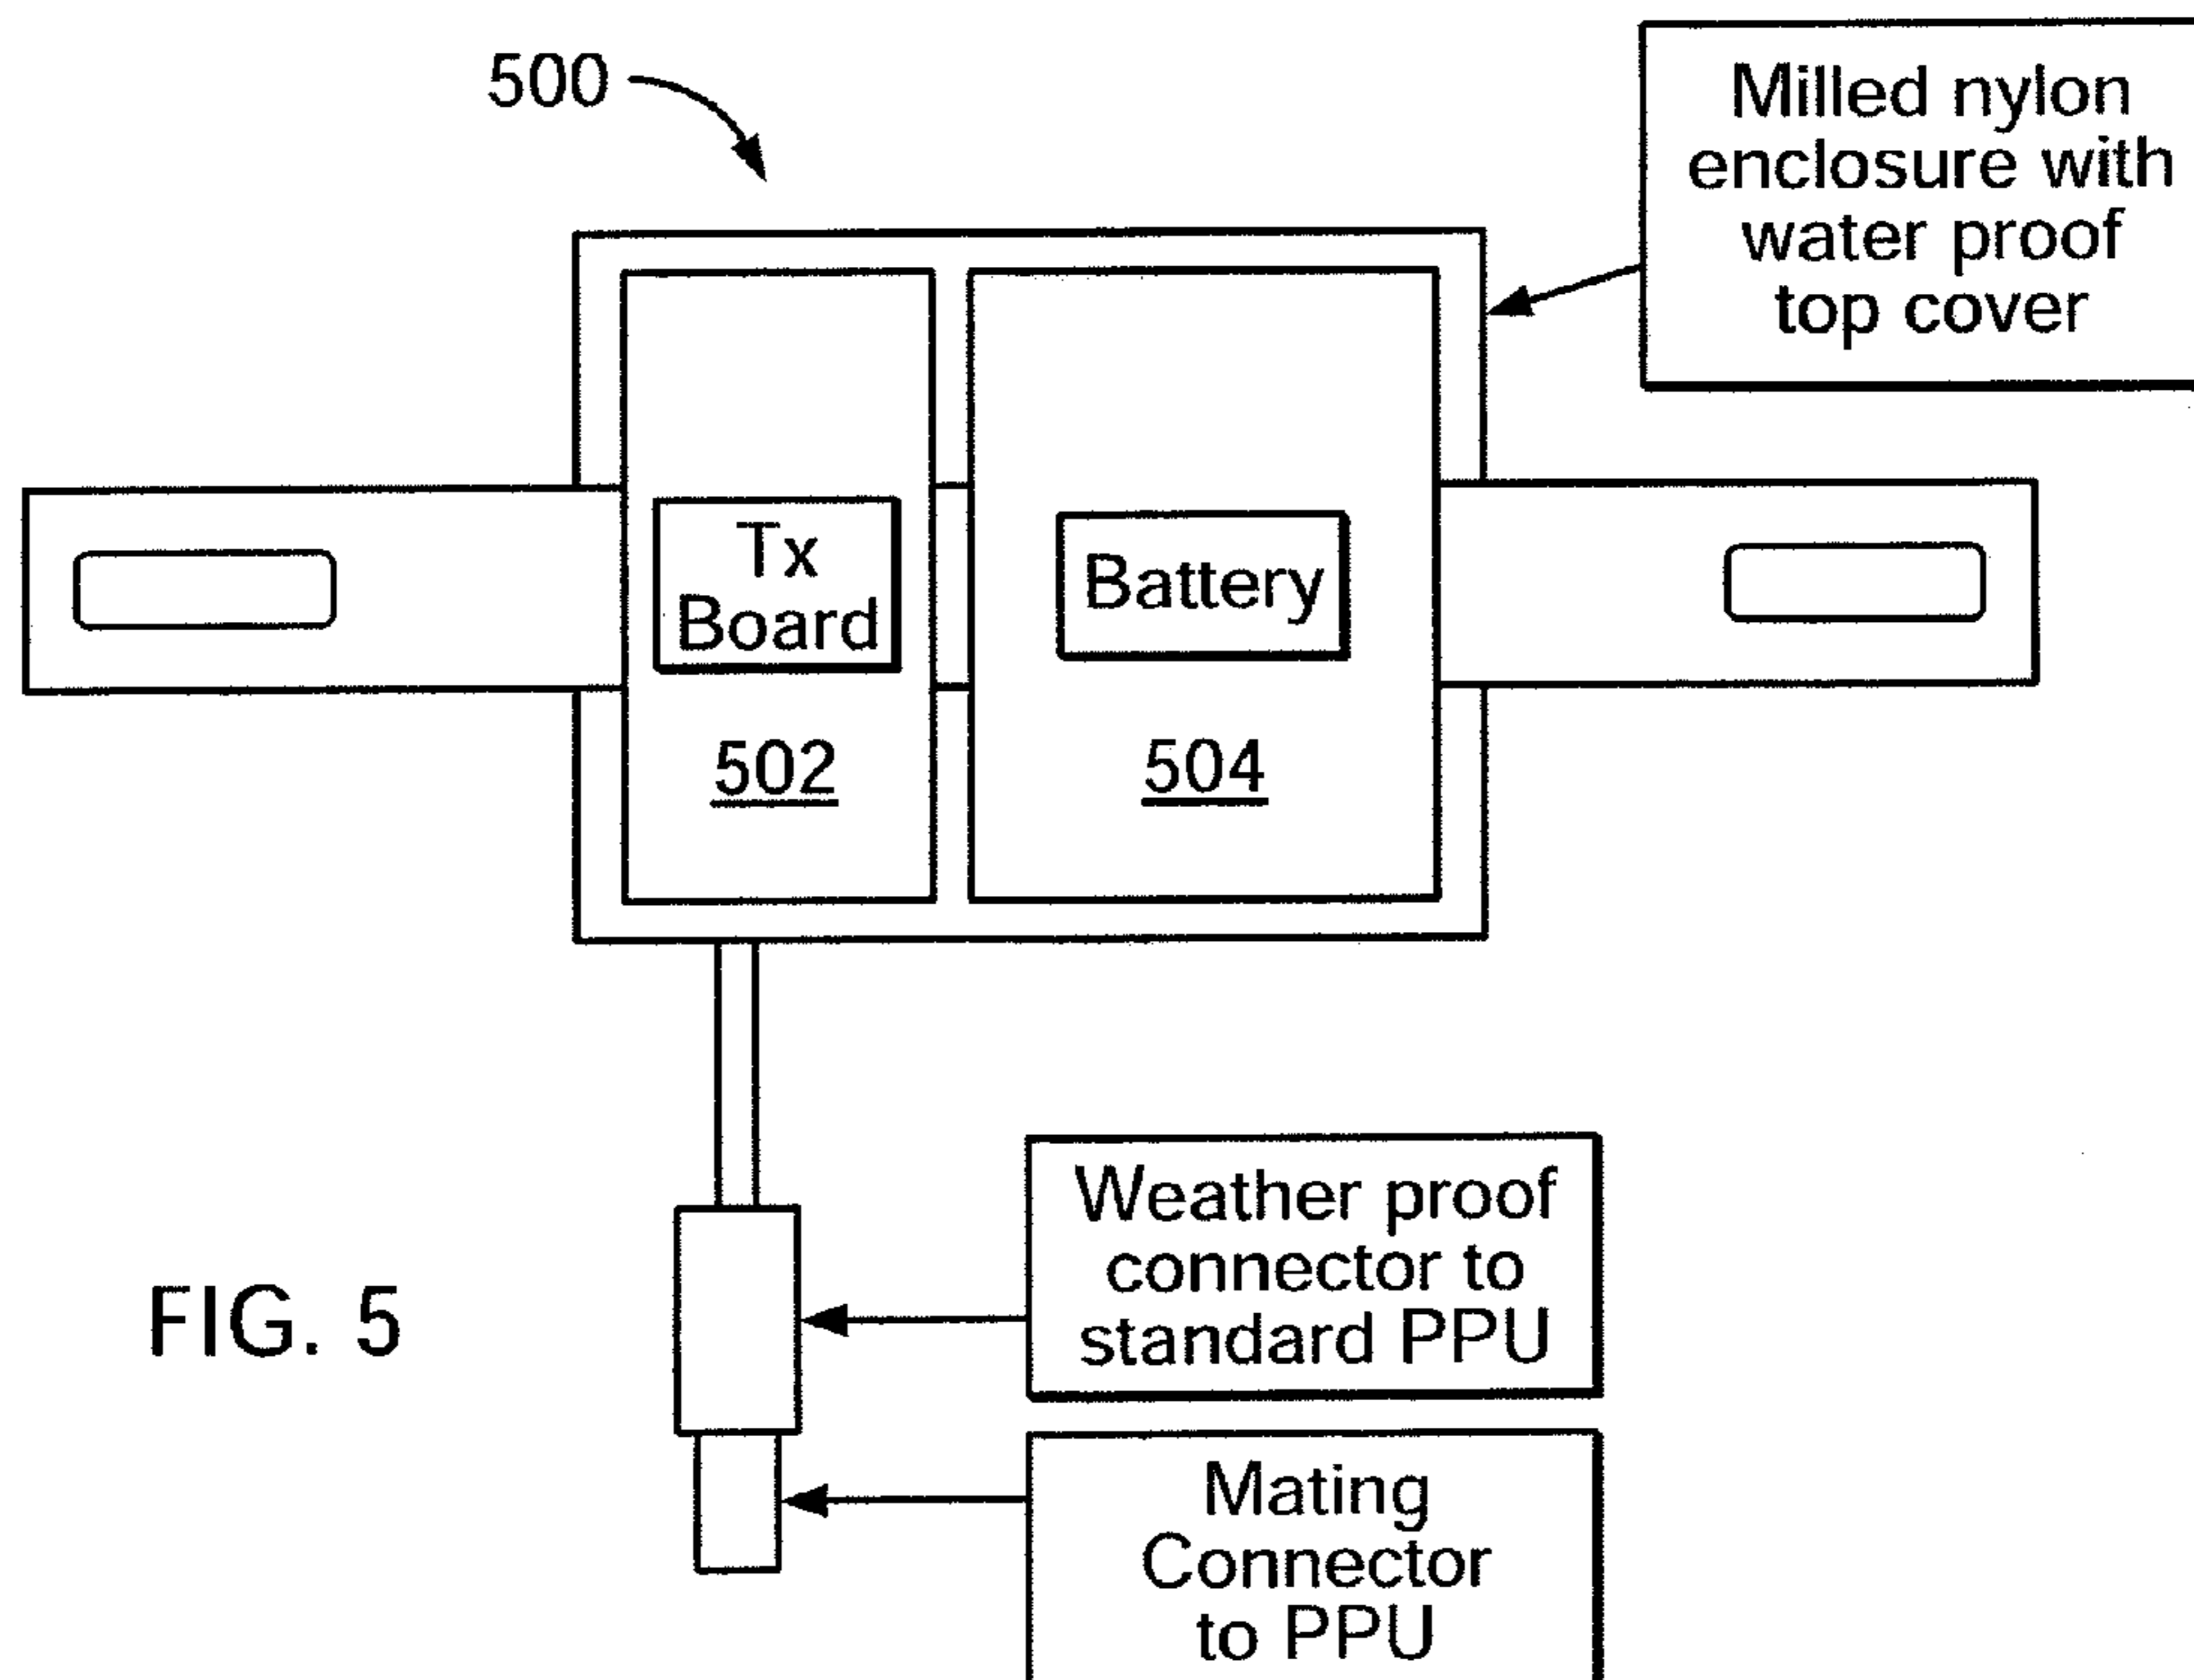 500
Milled nylon
enclosure with
water proof
top cover
Tx
Board
Battery
502
504
Weather proof
connector to
standard PPU
FIG. 5
Mating
Connector
to PPU